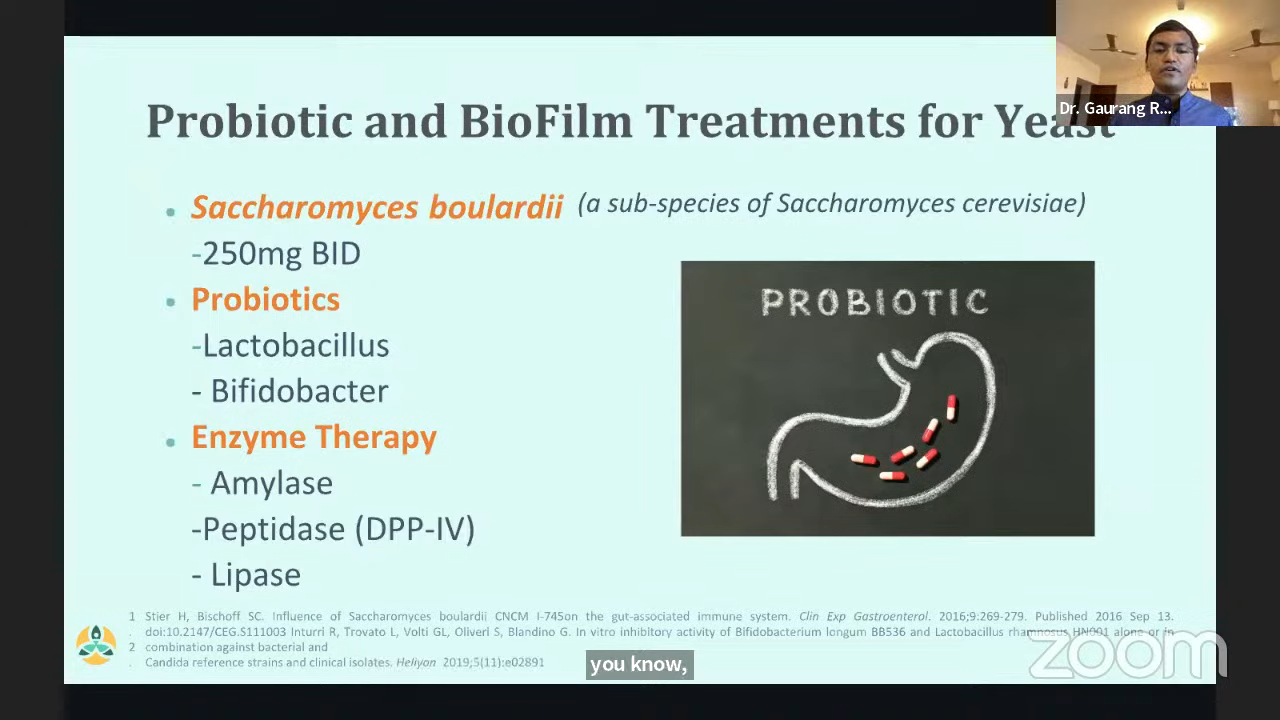 Probiotic and BioFilm Treatments for Yeast
Dr. Gaurang R...
Saccharomyces boulardii (a sub-species of Saccharomyces cerevisiae)
-250mg BID
Probiotics
-Lactobacillus
- Bifidobacter
Enzyme Therapy
- Amylase
-Peptidase (DPP-IV)
- Lipase
PROBIOTIC
1 Stier H, Bischoff SC. Influence of Saccharomyces boulardii CNCM I-745on the gut-associated immune system. Clin Exp Gastroenterol. 2016;9:269-279. Published 2016 Sep 13.
. doi:10.2147/CEG.S111003 Inturri R, Trovato L, Volti GL, Oliveri S, Blandino G. In vitro inhibitory activity of Bifidobacterium longum BB536 and Lactobacillus rhamnosus HN001 alone or in
2 combination against bacterial and
. Candida reference strains and clinical isolates. Heliyon 2019;5(11):e02891
you know,
zoom